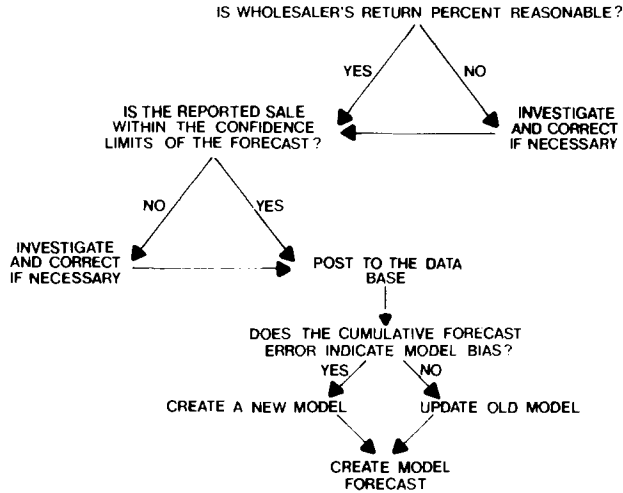 IS WHOLESALER'S RETURN PERCENT REASONABLE?
YES
NO
IS THE REPORTED SALE
WITHIN THE CONFIDENCE
LIMITS OF THE FORECAST?
INVESTIGATE
AND CORRECT
IF NECESSARY
NO
YES
INVESTIGATE
AND CORRECT
IF NECESSARY
POST TO THE DATA
BASE
DOES THE CUMULATIVE FORECAST
ERROR INDICATE MODEL BIAS?
YES
NO
CREATE A NEW MODEL
UPDATE OLD MODEL
CREATE MODEL
FORECAST